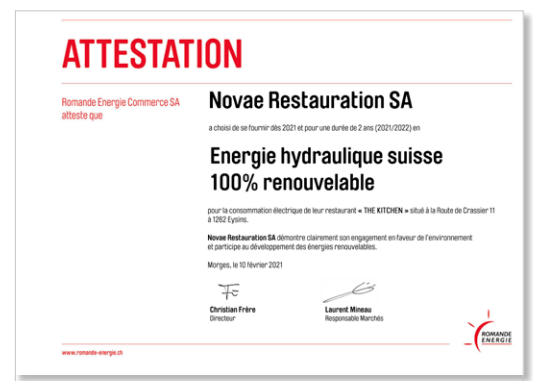 ATTESTATION
Romande Energie Commerce SA
atteste que
Novae Restauration SA
a choisi de se fournir dès 2021 et pour une durée de 2 ans (2021/2022) en
Energie hydraulique suisse
100% renouvelable
pour la consommation électrique de leur restaurant « THE KITCHEN » situé à la Route de Crassier 11
à 1262 Eysins.
Novae Restauration SA démontre clairement son engagement en faveur de l'environnement
et participe au développement des énergies renouvelables.
Morges, le 10 février 2021
Christian Frère
Directeur
Laurent Mineau
Responsable Marchés
ROMANDE
ENERGIE
www.romande-energie.ch